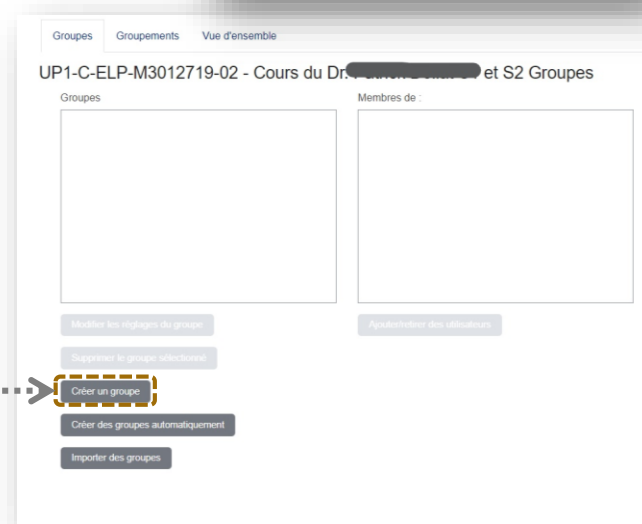 Groupes Groupements Vue d'ensemble
UP1-C-ELP-M3012719-02 - Cours du Dr. et S2 Groupes
Groupes Membres de :
Modifier les réglages du groupe Ajouter/retirer des utilisateurs
Supprimer le groupe sélectionné
Créer un groupe
Créer des groupes automatiquement
Importer des groupes